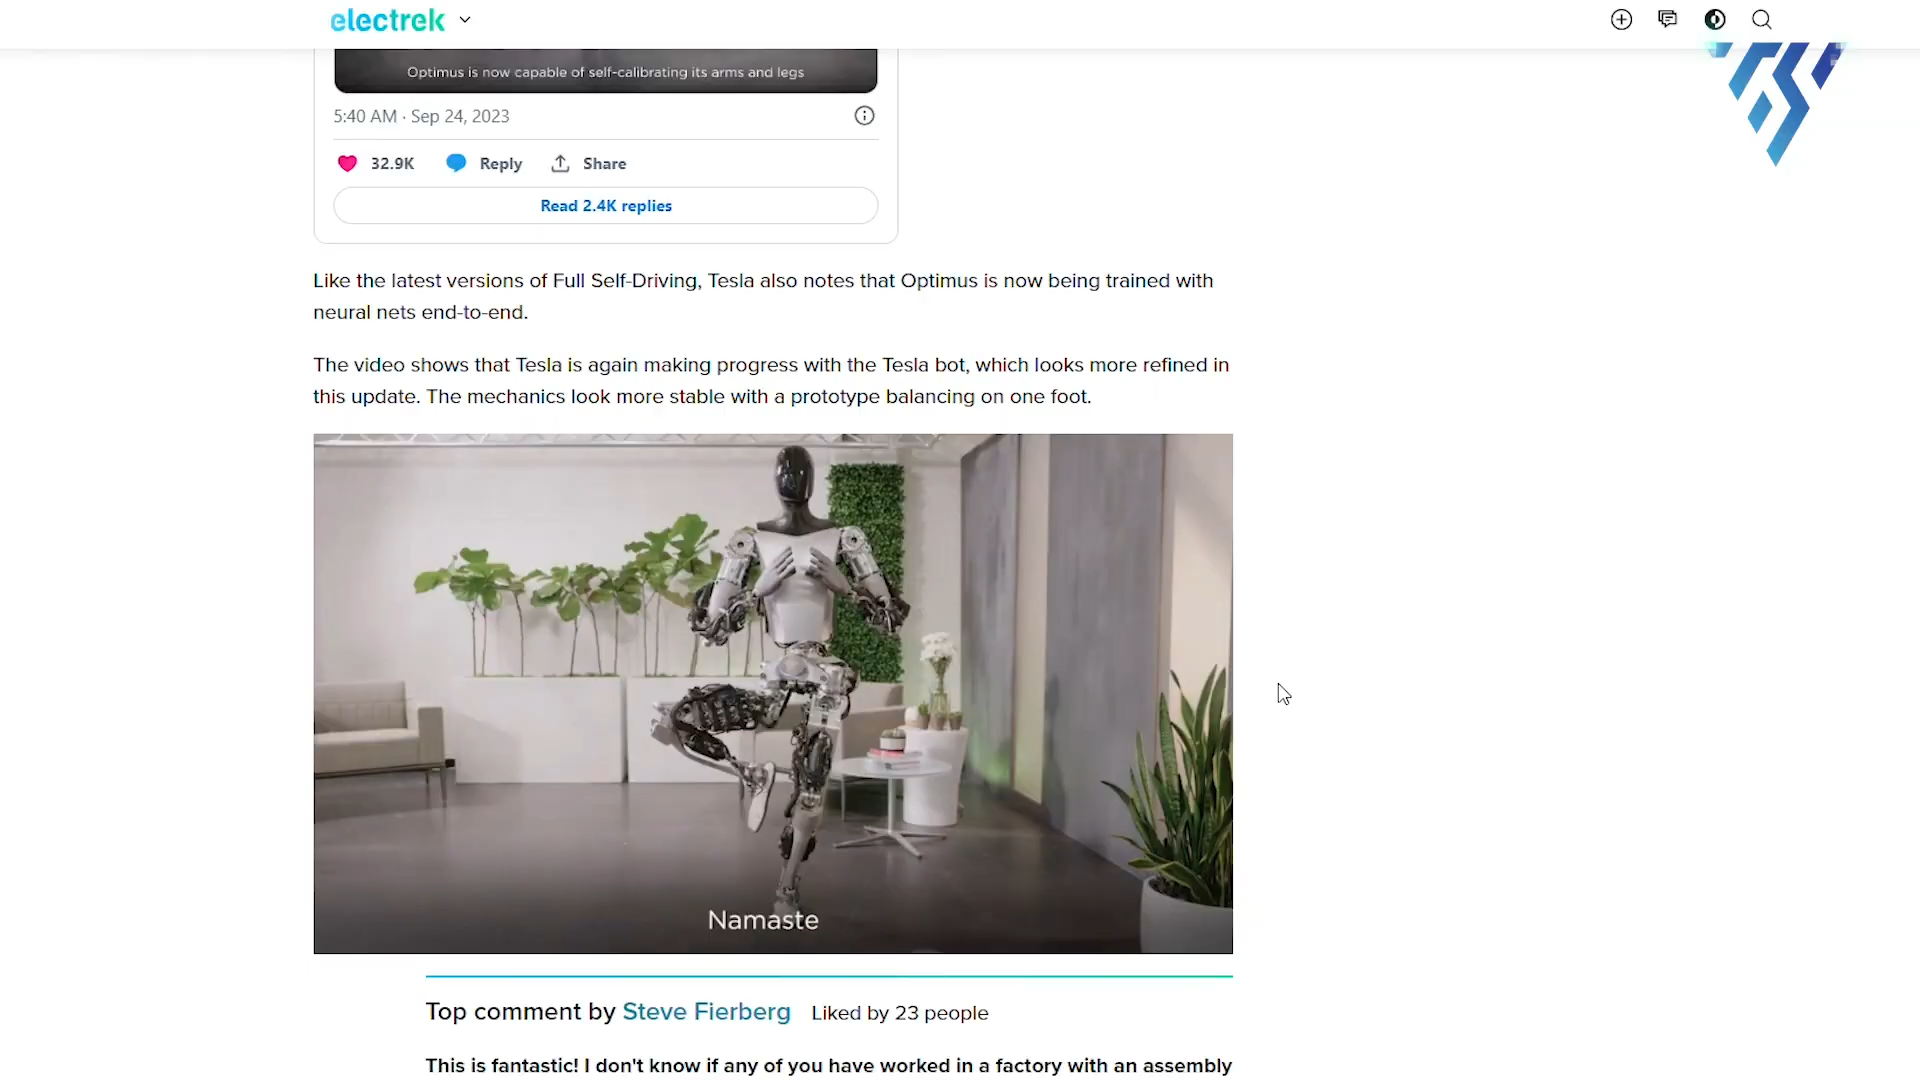 electrek
Optimus is now capable of self-calibrating its arms and legs
5:40 AM · Sep 24, 2023
32.9K Reply Share
Read 2.4K replies
Like the latest versions of Full Self-Driving, Tesla also notes that Optimus is now being trained with
neural nets end-to-end.
The video shows that Tesla is again making progress with the Tesla bot, which looks more refined in
this update. The mechanics look more stable with a prototype balancing on one foot.
Namaste
Top comment by Steve Fierberg Liked by 23 people
This is fantastic! I don't know if any of you have worked in a factory with an assembly